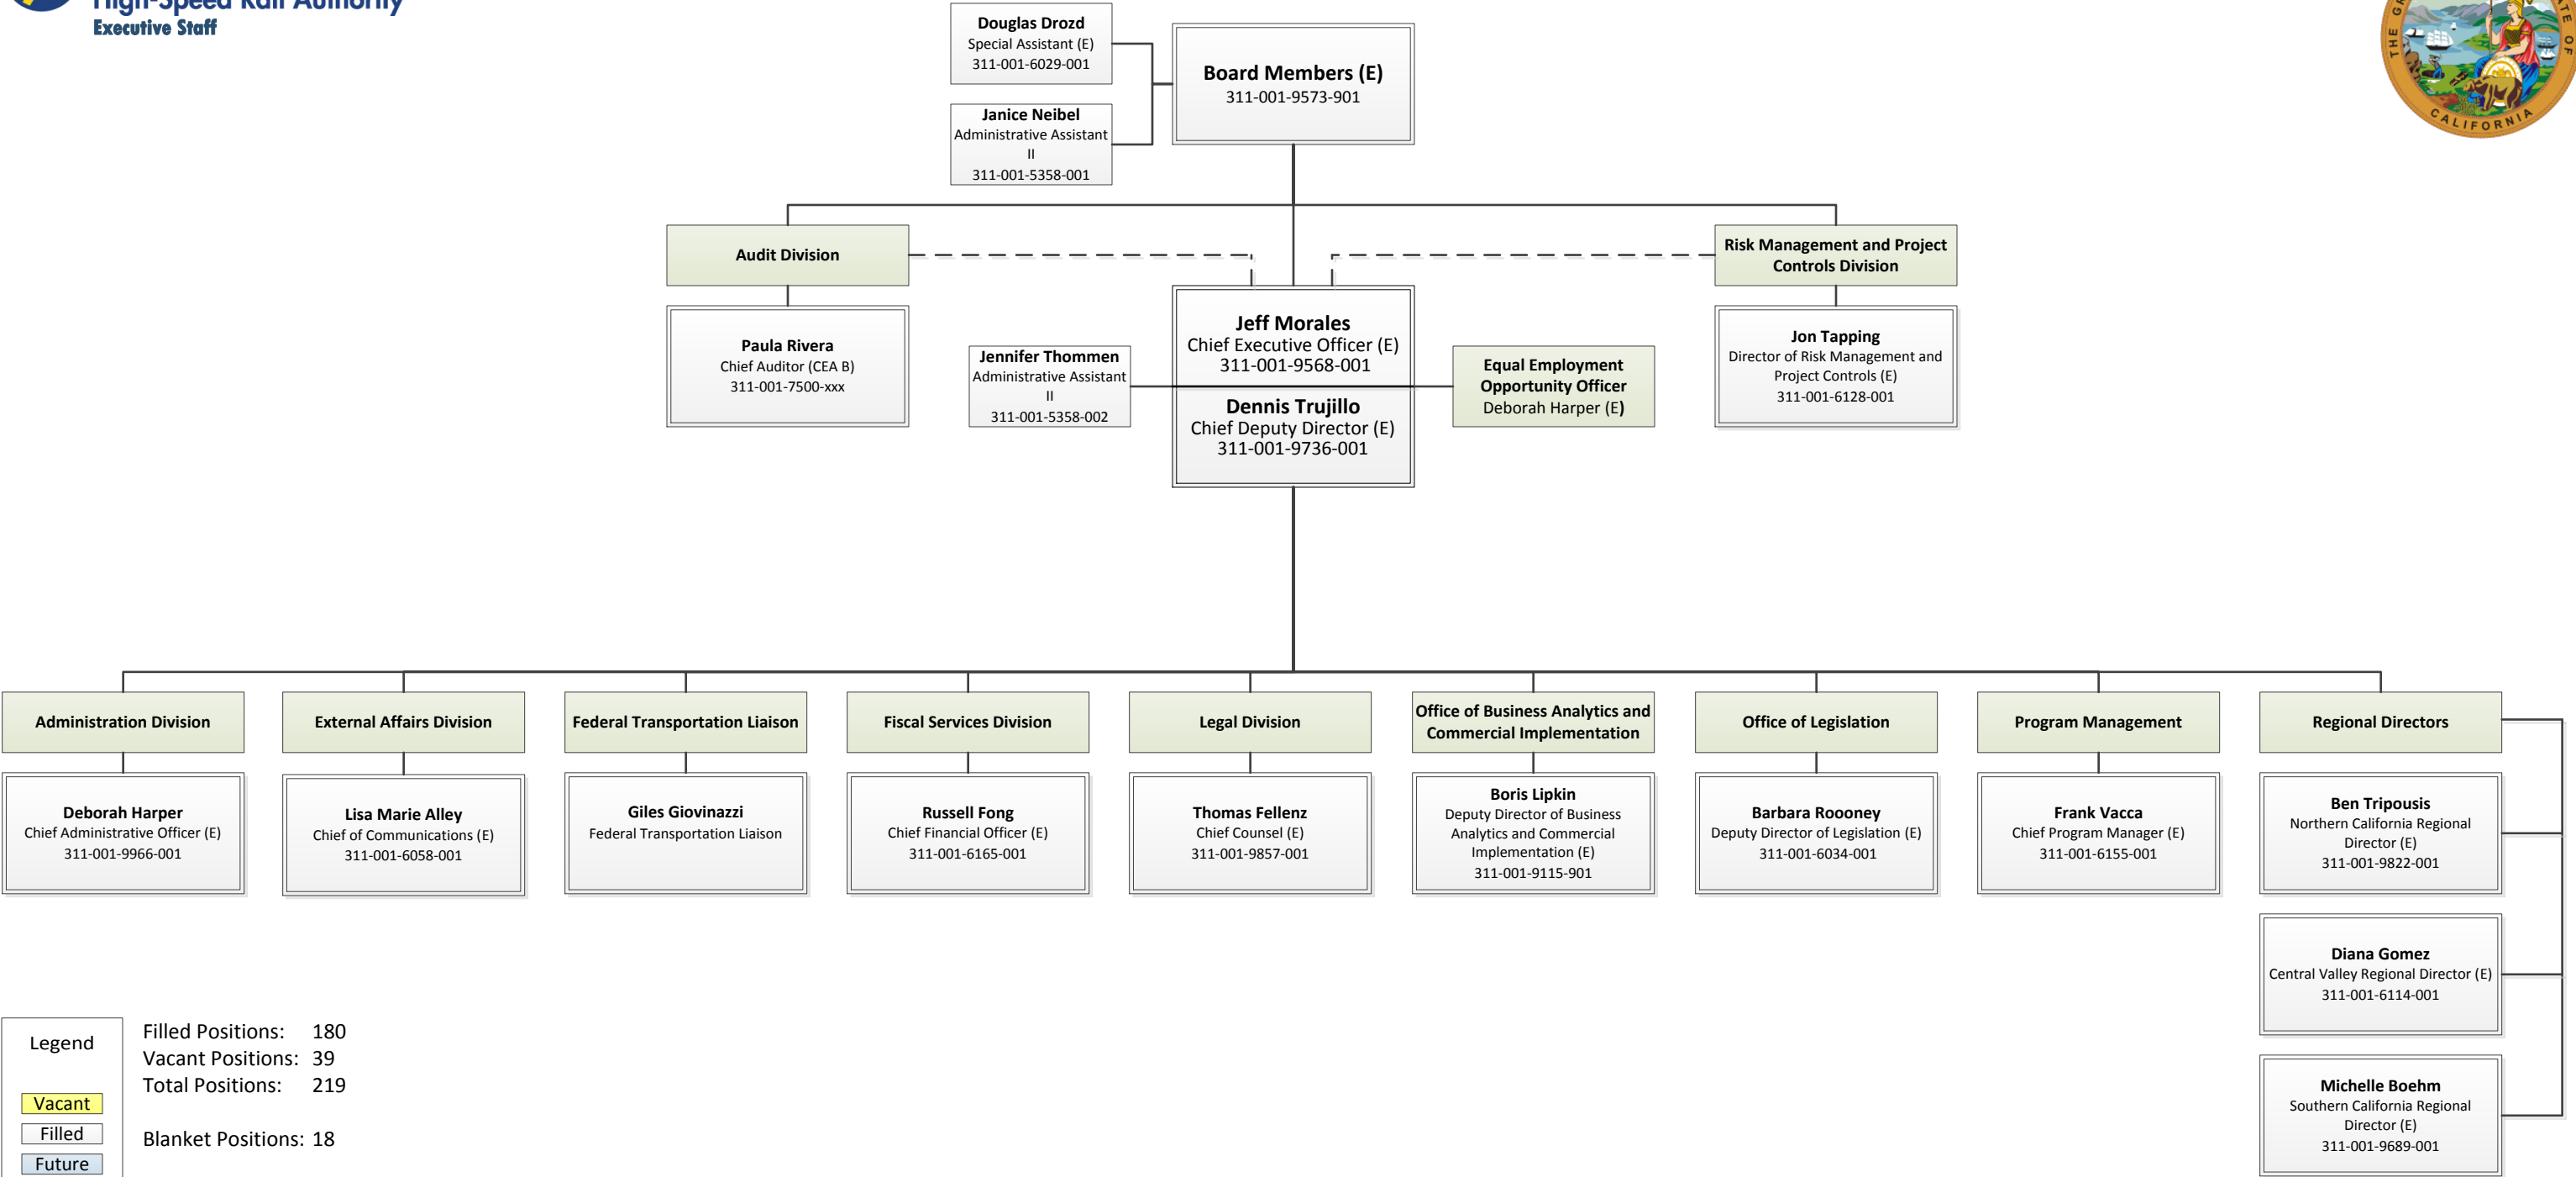 High-Speed Rail Authority
Executive Staff
THE GR
ATE OF
CALIFORNIA
Douglas Drozd
Special Assistant (E)
311-001-6029-001
Janice Neibel
Administrative Assistant
II
311-001-5358-001
Board Members (E)
311-001-9573-901
Audit Division
Risk Management and Project
Controls Division
Paula Rivera
Chief Auditor (CEA B)
311-001-7500-xxx
Jennifer Thommen
Administrative Assistant
II
311-001-5358-002
Jeff Morales
Chief Executive Officer (E)
311-001-9568-001
Dennis Trujillo
Chief Deputy Director (E)
311-001-9736-001
Equal Employment
Opportunity Officer
Deborah Harper (E)
Jon Tapping
Director of Risk Management and
Project Controls (E)
311-001-6128-001
Administration Division
External Affairs Division
Federal Transportation Liaison
Fiscal Services Division
Legal Division
Office of Business Analytics and
Commercial Implementation
Office of Legislation
Program Management
Regional Directors
Deborah Harper
Chief Administrative Officer (E)
311-001-9966-001
Lisa Marie Alley
Chief of Communications (E)
311-001-6058-001
Giles Giovinazzi
Federal Transportation Liaison
Russell Fong
Chief Financial Officer (E)
311-001-6165-001
Thomas Fellenz
Chief Counsel (E)
311-001-9857-001
Boris Lipkin
Deputy Director of Business
Analytics and Commercial
Implementation (E)
311-001-9115-901
Barbara Roooney
Deputy Director of Legislation (E)
311-001-6034-001
Frank Vacca
Chief Program Manager (E)
311-001-6155-001
Ben Tripousis
Northern California Regional
Director (E)
311-001-9822-001
Diana Gomez
Central Valley Regional Director (E)
311-001-6114-001
Michelle Boehm
Southern California Regional
Director (E)
311-001-9689-001
Legend
Vacant
Filled
Future
Filled Positions: 180
Vacant Positions: 39
Total Positions: 219
Blanket Positions: 18